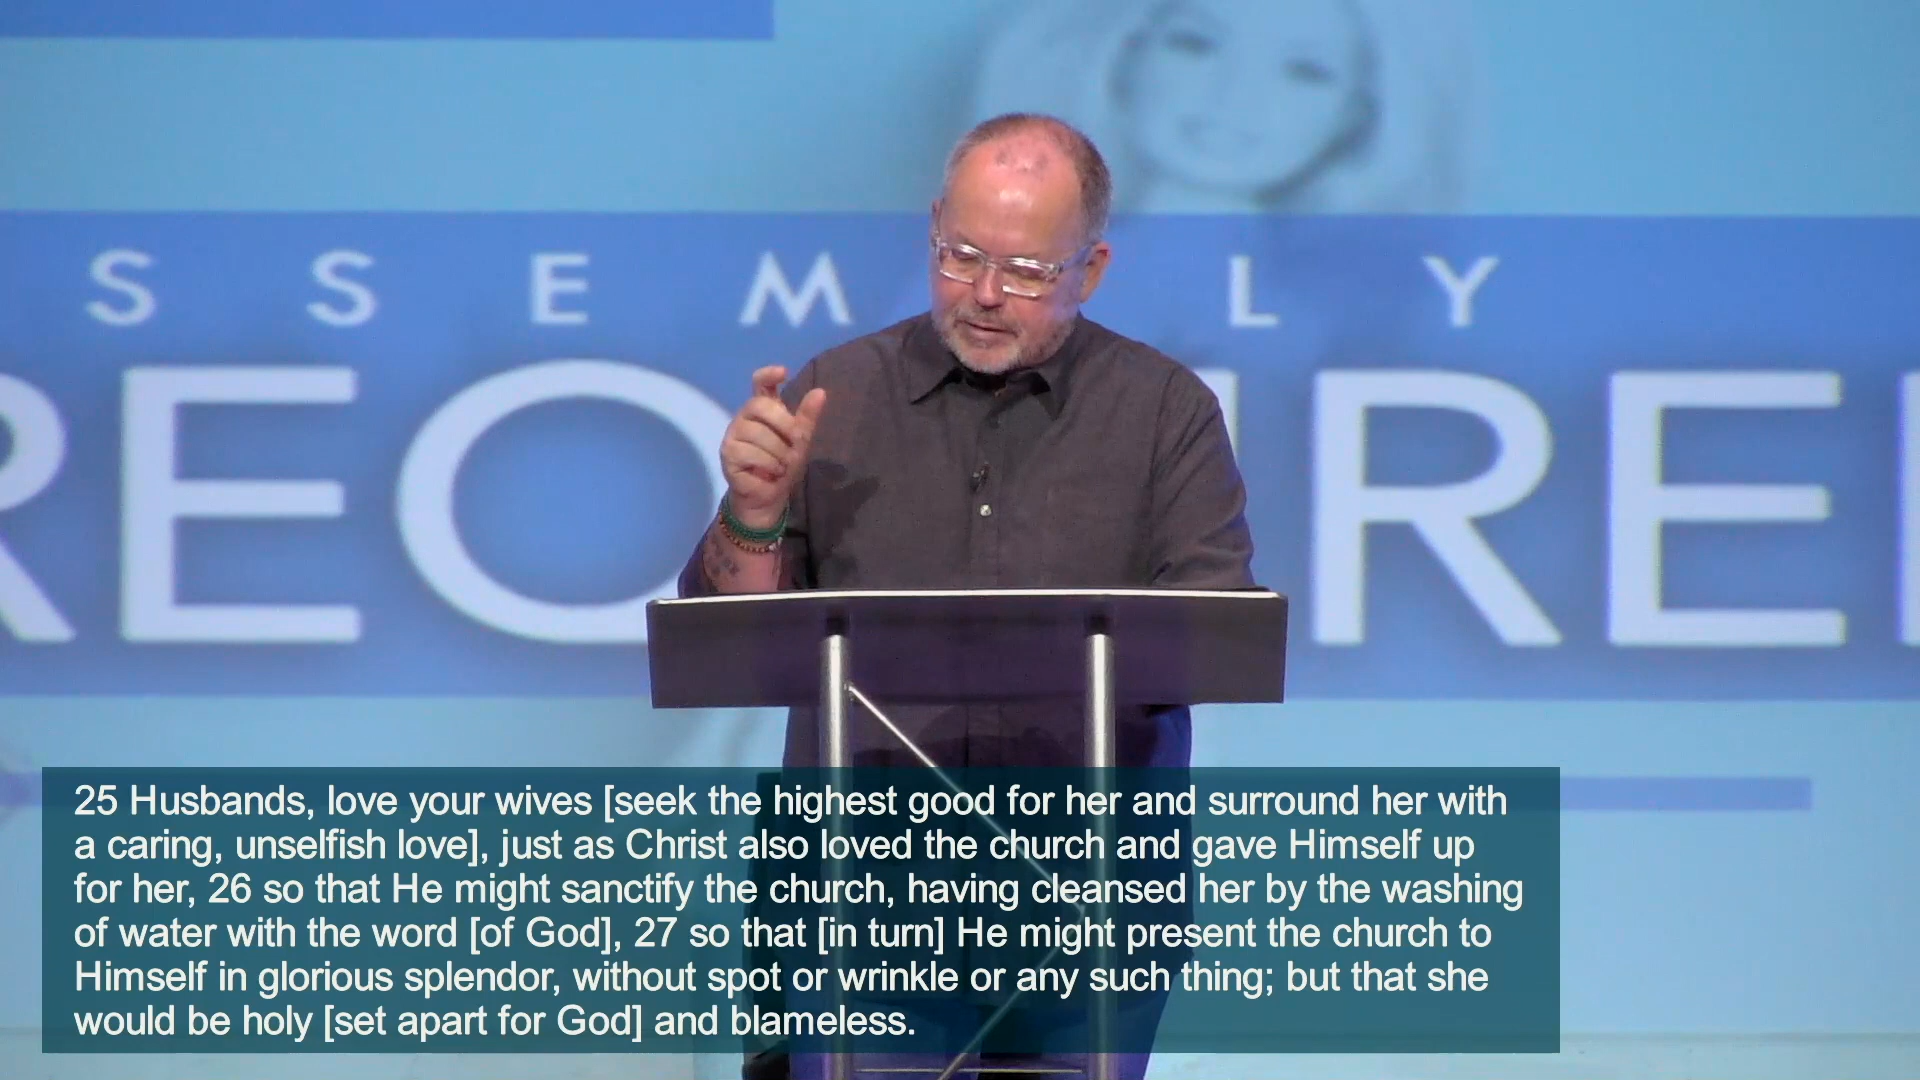 SSEM LY
REQ IRE
25 Husbands, love your wives [seek the highest good for her and surround her with
a caring, unselfish love], just as Christ also loved the church and gave Himself up
for her, 26 so that He might sanctify the church, having cleansed her by the washing
of water with the word [of God], 27 so that [in turn] He might present the church to
Himself in glorious splendor, without spot or wrinkle or any such thing; but that she
would be holy [set apart for God] and blameless.